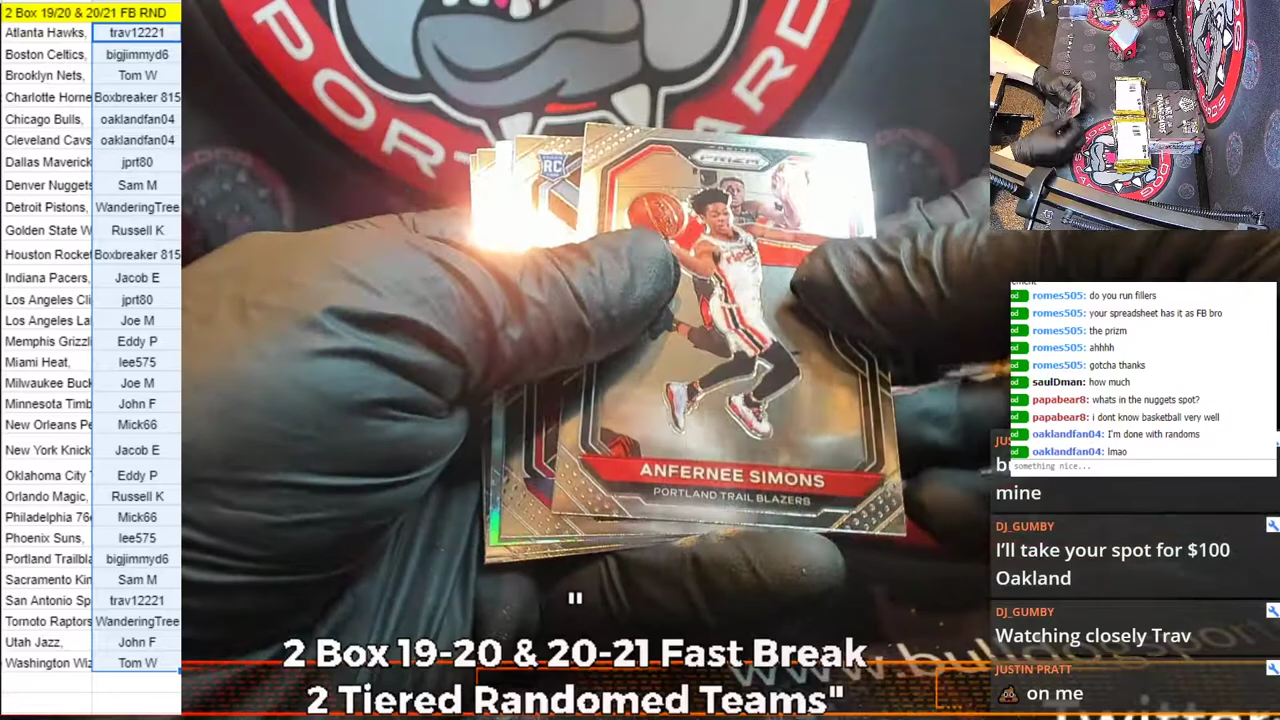 2 Box 19/20 & 20/21 FB RND
Atlanta Hawks, trav12221
Boston Celtics, bigjimmyd6
Brooklyn Nets, Tom W
Charlotte Horne Boxbreaker 815
Chicago Bulls, oaklandfan04
Cleveland Cavs oaklandfan04
Dallas Maverick jprt80
Denver Nuggets Sam M
Detroit Pistons, WanderingTree
Golden State W Russell K
Houston Rocket Boxbreaker 815
Indiana Pacers, Jacob E
Los Angeles Cli jprt80
Los Angeles La Joe M
Memphis Grizzl Eddy P
Miami Heat, lee575
Milwaukee Buck Joe M
Minnesota Timb John F
New Orleans Pe Mick66
New York Knick Jacob E
Oklahoma City Eddy P
Orlando Magic, Russell K
Philadelphia 76 Mick66
Phoenix Suns, lee575
Portland Trailbla bigjimmyd6
Sacramento Kin Sam M
San Antonio Sp trav12221
Tornoto Raptors WanderingTree
Utah Jazz, John F
Washington Wiz Tom W
RC
PRIZM
ANFERNEE SIMONS
PORTLAND TRAIL BLAZERS
"
2 Box 19-20 & 20-21 Fast Break
2 Tiered Randomed Teams"
romes505: do you run fillers
romes505: your spreadsheet has it as FB bro
romes505: the prizm
romes505: ahhhh
romes505: gotcha thanks
saulDman: how much
papabear8: whats in the nuggets spot?
papabear8: i dont know basketball very well
oaklandfan04: I'm done with randoms
oaklandfan04: lmao
something nice...
mine
DJ_GUMBY
I'll take your spot for $100
Oakland
DJ_GUMBY
Watching closely Trav
JUSTIN PRATT
💩 on me